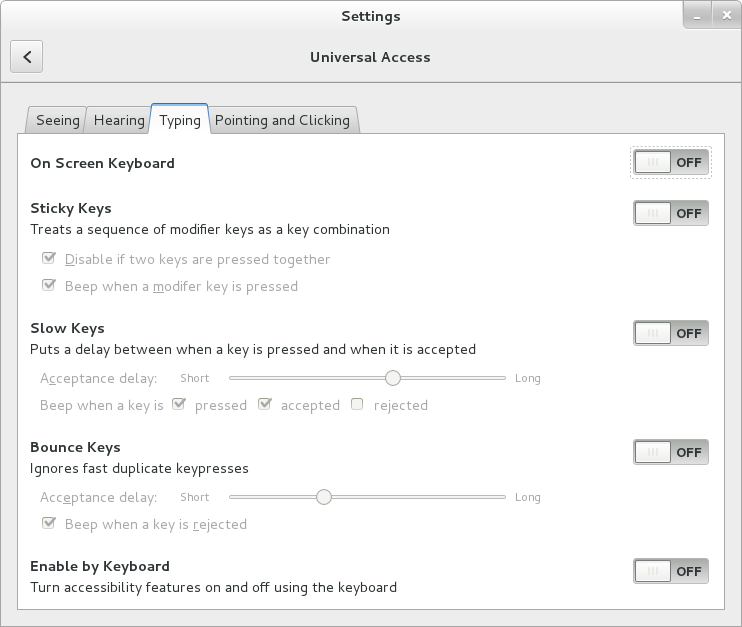 Settings
Universal Access
Seeing Hearing Typing Pointing and Clicking
On Screen Keyboard OFF
Sticky Keys OFF
Treats a sequence of modifier keys as a key combination
Disable if two keys are pressed together
Beep when a modifer key is pressed
Slow Keys OFF
Puts a delay between when a key is pressed and when it is accepted
Acceptance delay: Short Long
Beep when a key is pressed accepted rejected
Bounce Keys OFF
Ignores fast duplicate keypresses
Acceptance delay: Short Long
Beep when a key is rejected
Enable by Keyboard OFF
Turn accessibility features on and off using the keyboard